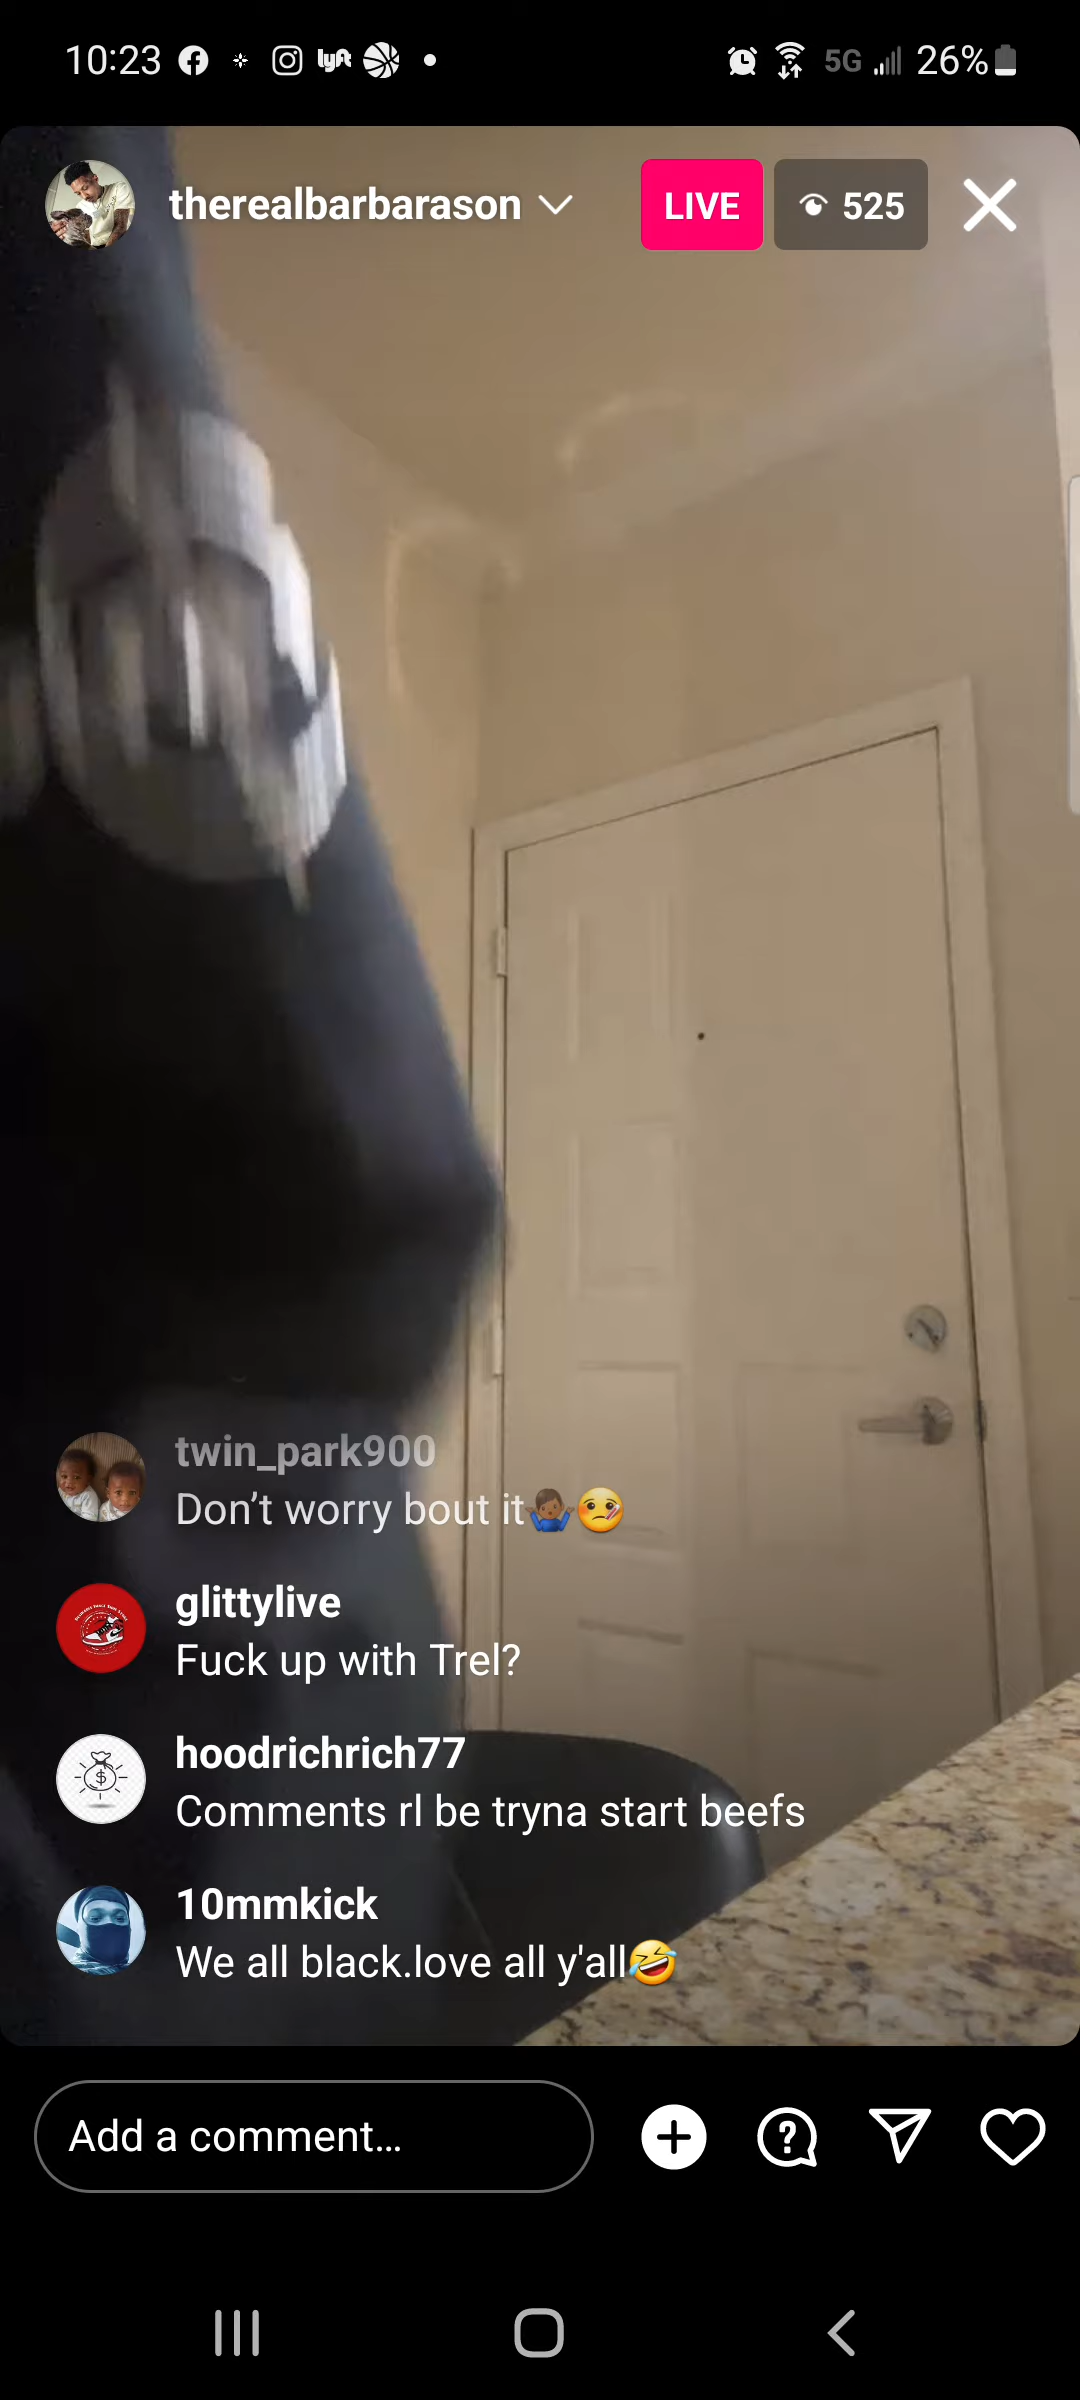 10:23 lyft 5G 26%
therealbarbarason LIVE 525
twin_park900
Don’t worry bout it🤷🏾‍♂️🤒
glittylive
Fuck up with Trel?
hoodrichrich77
Comments rl be tryna start beefs
10mmkick
We all black.love all y'all🤣
Add a comment...